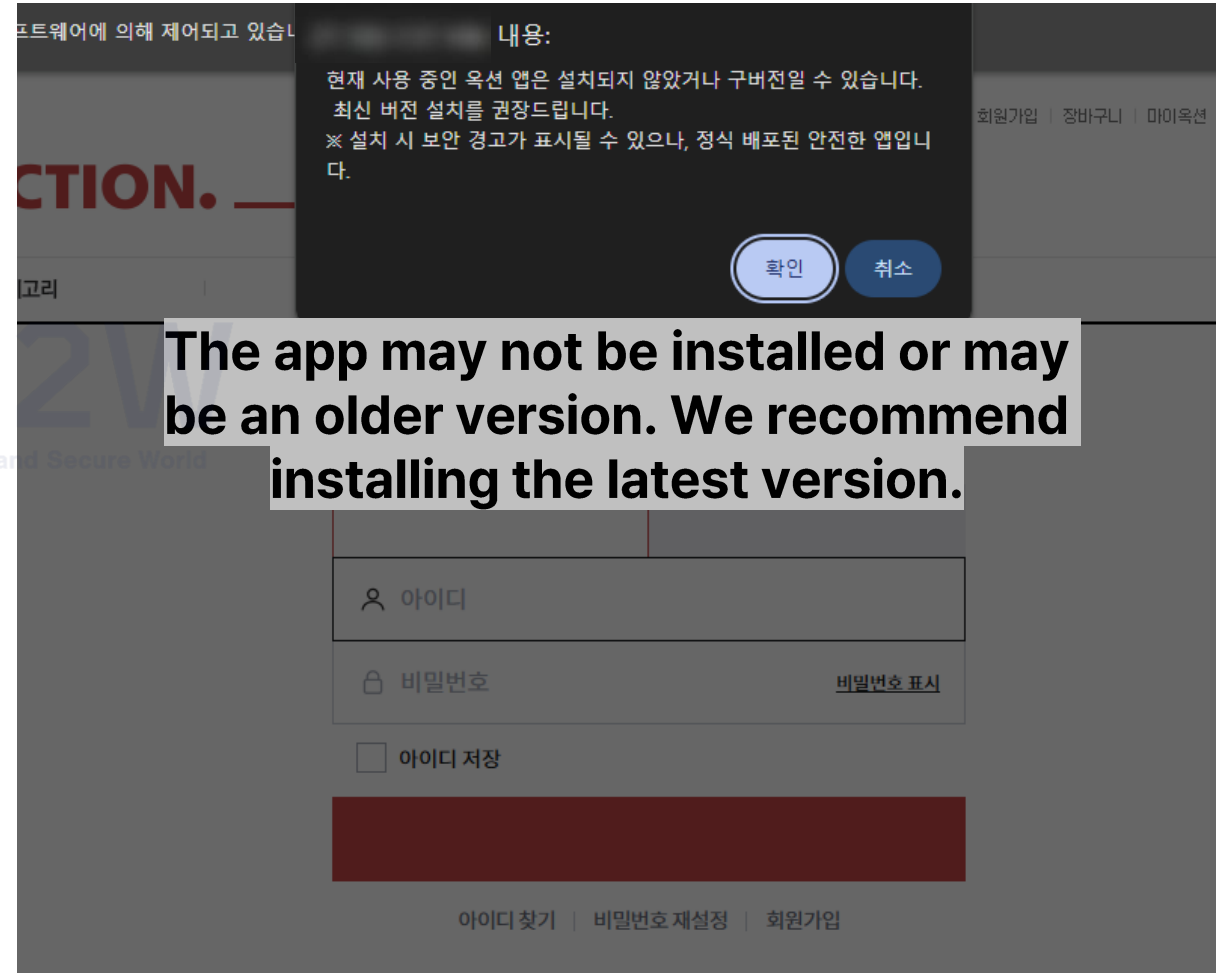 프트웨어에 의해 제어되고 있습니
내용:
현재 사용 중인 옥션 앱은 설치되지 않았거나 구버전일 수 있습니다.
최신 버전 설치를 권장드립니다.
※ 설치 시 보안 경고가 표시될 수 있으나, 정식 배포된 안전한 앱입니
다.
확인 취소
회원가입 | 장바구니 | 마이옥션
CTION.
고리
2W
and Secure World
The app may not be installed or may
be an older version. We recommend
installing the latest version.
아이디
비밀번호 비밀번호 표시
아이디 저장
아이디 찾기 | 비밀번호 재설정 | 회원가입